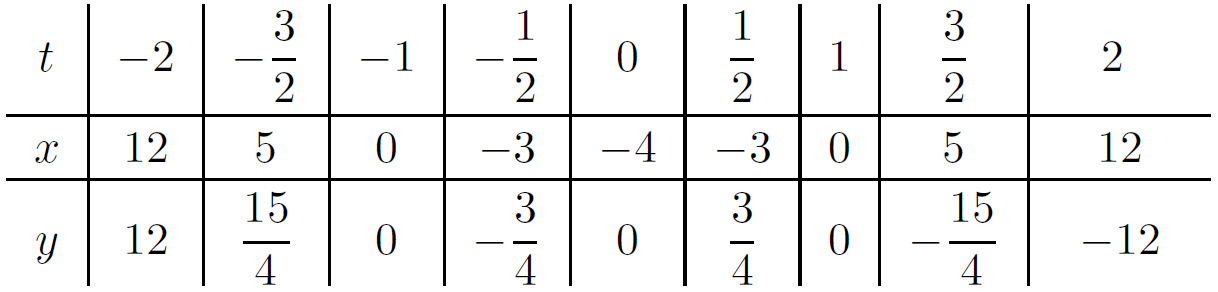 t −2 −3/2 −1 −1/2 0 1/2 1 3/2 2
x 12 5 0 −3 −4 −3 0 5 12
y 12 15/4 0 −3/4 0 3/4 0 −15/4 −12